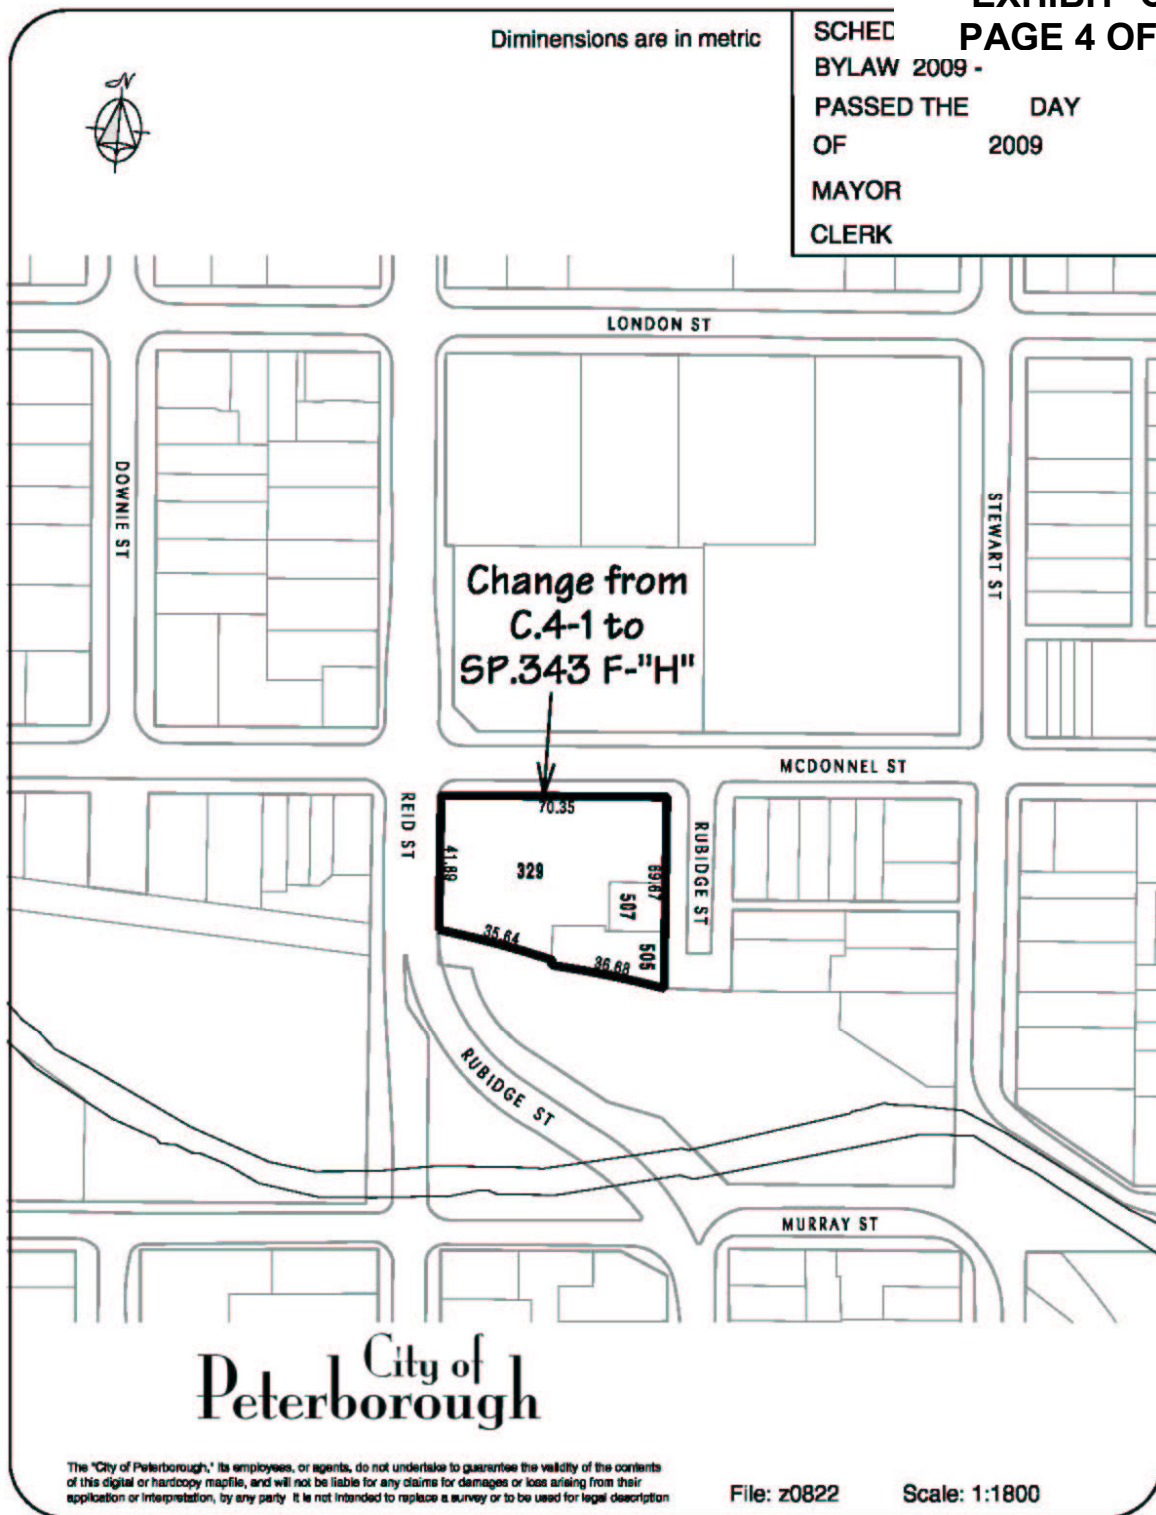 PAGE 4 OF
Diminensions are in metric
BYLAW 2009 -
PASSED THE DAY
OF 2009
MAYOR
CLERK
N
LONDON ST
DOWNIE ST
STEWART ST
Change from
C.4-1 to
SP.343 F-"H"
MCDONNEL ST
REID ST
70.35
RUBIDGE ST
41.89
329
69.67
507
35.64
505
36.68
RUBIDGE ST
MURRAY ST
City of
Peterborough
The "City of Peterborough," its employees, or agents, do not undertake to guarantee the validity of the contents
of this digital or hardcopy mapfile, and will not be liable for any claims for damages or loss arising from their
application or interpretation, by any party It is not intended to replace a survey or to be used for legal description
File: z0822 Scale: 1:1800